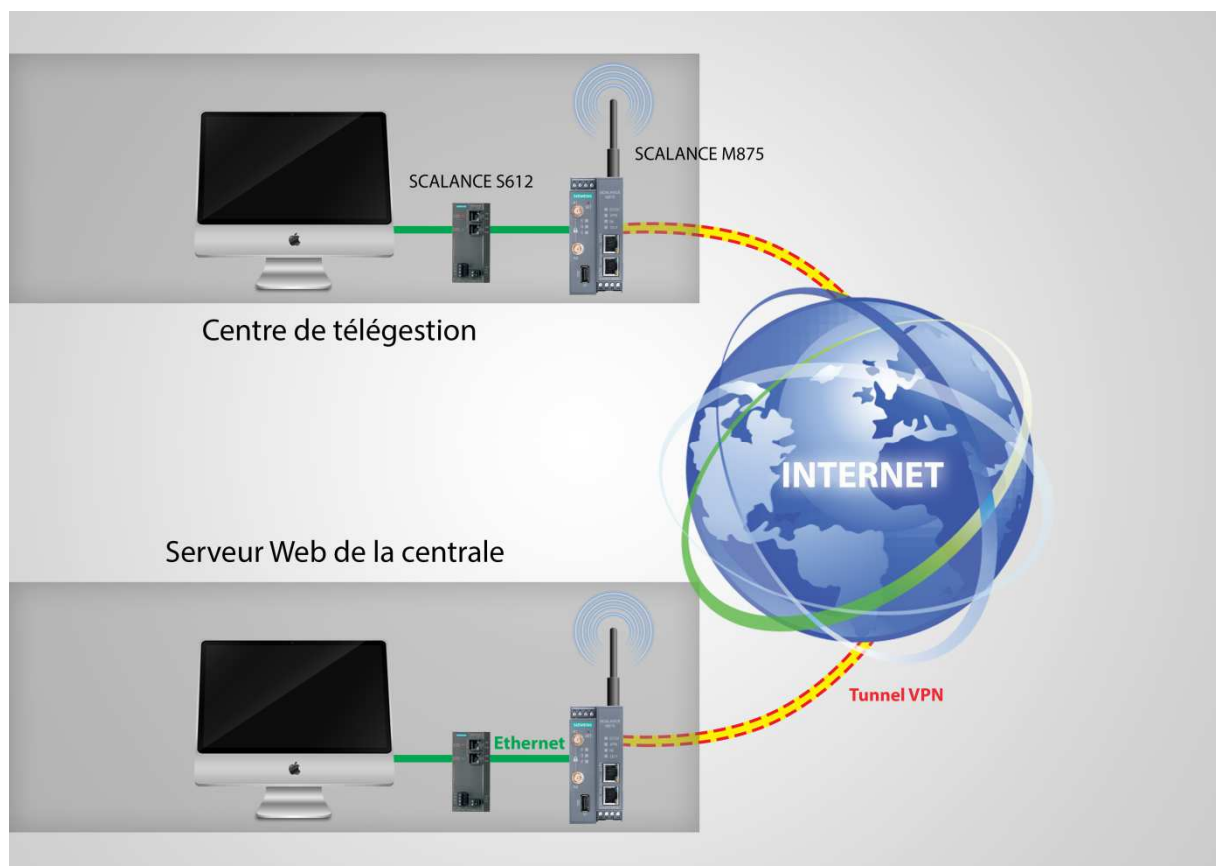 SCALANCE M875
SCALANCE S612
Centre de télégestion
INTERNET
Serveur Web de la centrale
Tunnel VPN
Ethernet